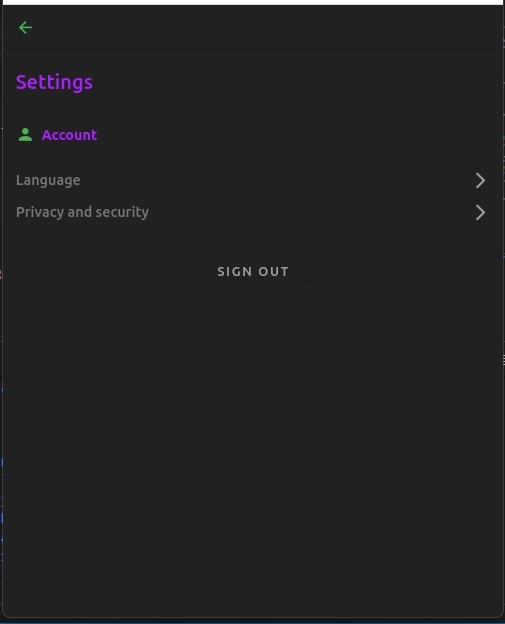 Settings
Account
Language
Privacy and security
SIGN OUT